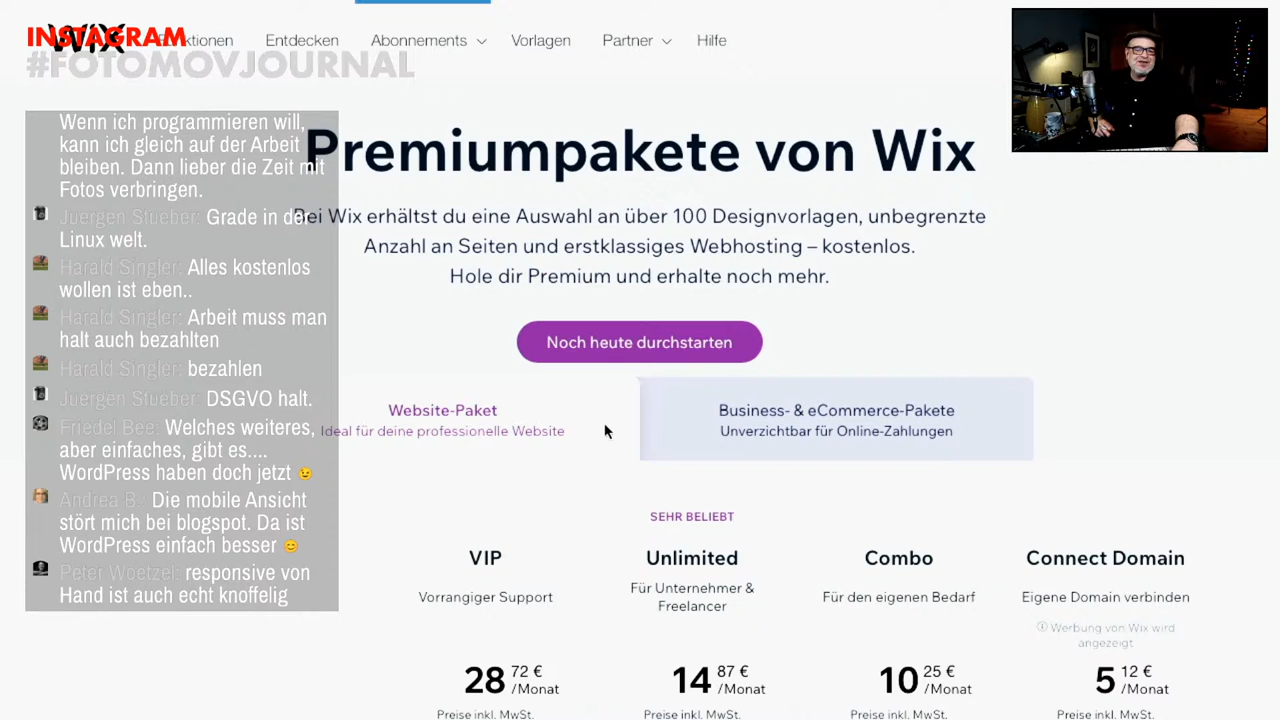 INSTAGRAM
WIX
#FOTOMOVJOURNAL
Entdecken
Abonnements
Vorlagen
Partner
Hilfe
Wenn ich programmieren will,
kann ich gleich auf der Arbeit
bleiben. Dann lieber die Zeit mit
Fotos verbringen.
Juergen Stueber: Grade in der
Linux welt.
Harald Singler: Alles kostenlos
wollen ist eben..
Harald Singler: Arbeit muss man
halt auch bezahlten
Harald Singler: bezahlen
Juergen Stueber: DSGVO halt.
Friedel Bee: Welches weiteres,
aber einfaches, gibt es....
WordPress haben doch jetzt 😉
Andrea B.: Die mobile Ansicht
stört mich bei blogspot. Da ist
WordPress einfach besser 😊
Peter Woetzel: responsive von
Hand ist auch echt knoffelig
Premiumpakete von Wix
Bei Wix erhältst du eine Auswahl an über 100 Designvorlagen, unbegrenzte
Anzahl an Seiten und erstklassiges Webhosting – kostenlos.
Hole dir Premium und erhalte noch mehr.
Noch heute durchstarten
Website-Paket
Ideal für deine professionelle Website
Business- & eCommerce-Pakete
Unverzichtbar für Online-Zahlungen
VIP
Vorrangiger Support
28 72 €
/Monat
Preise inkl. MwSt.
SEHR BELIEBT
Unlimited
Für Unternehmer &
Freelancer
14 87 €
/Monat
Preise inkl. MwSt.
Combo
Für den eigenen Bedarf
10 25 €
/Monat
Preise inkl. MwSt.
Connect Domain
Eigene Domain verbinden
Werbung von Wix wird
angezeigt
5 12 €
/Monat
Preise inkl. MwSt.